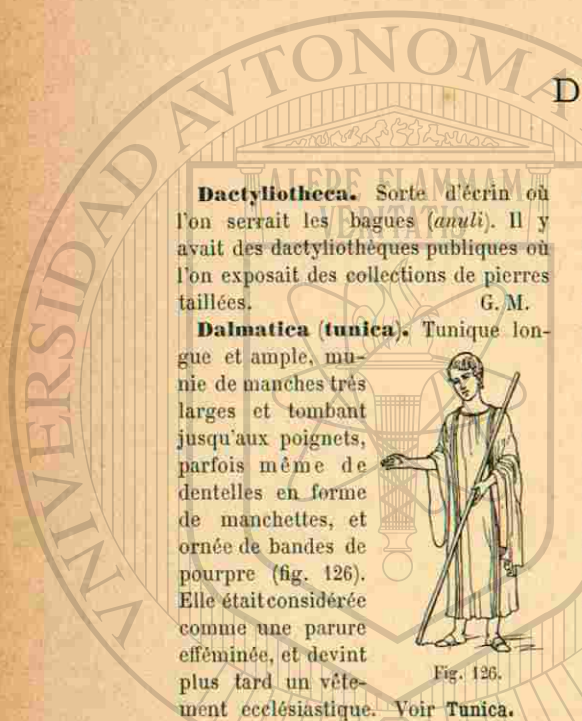 D
Dactyliotheca. Sorte d'écrin où
l'on serrait les bagues (anuli). Il y
avait des dactyliothèques publiques où
l'on exposait des collections de pierres
taillées. G. M.
Dalmatica (tunica). Tunique lon-
gue et ample, mu-
nie de manches très
larges et tombant
jusqu'aux poignets,
parfois même de
dentelles en forme
de manchettes, et
ornée de bandes de
pourpre (fig. 126).
Elle était considérée
comme une parure
efféminée, et devint
plus tard un vête-
ment ecclésiastique. Voir Tunica.
Fig. 126.
VNIVERSIDAD AVTONOMA
ALERE FLAMMAM
VERITATIS